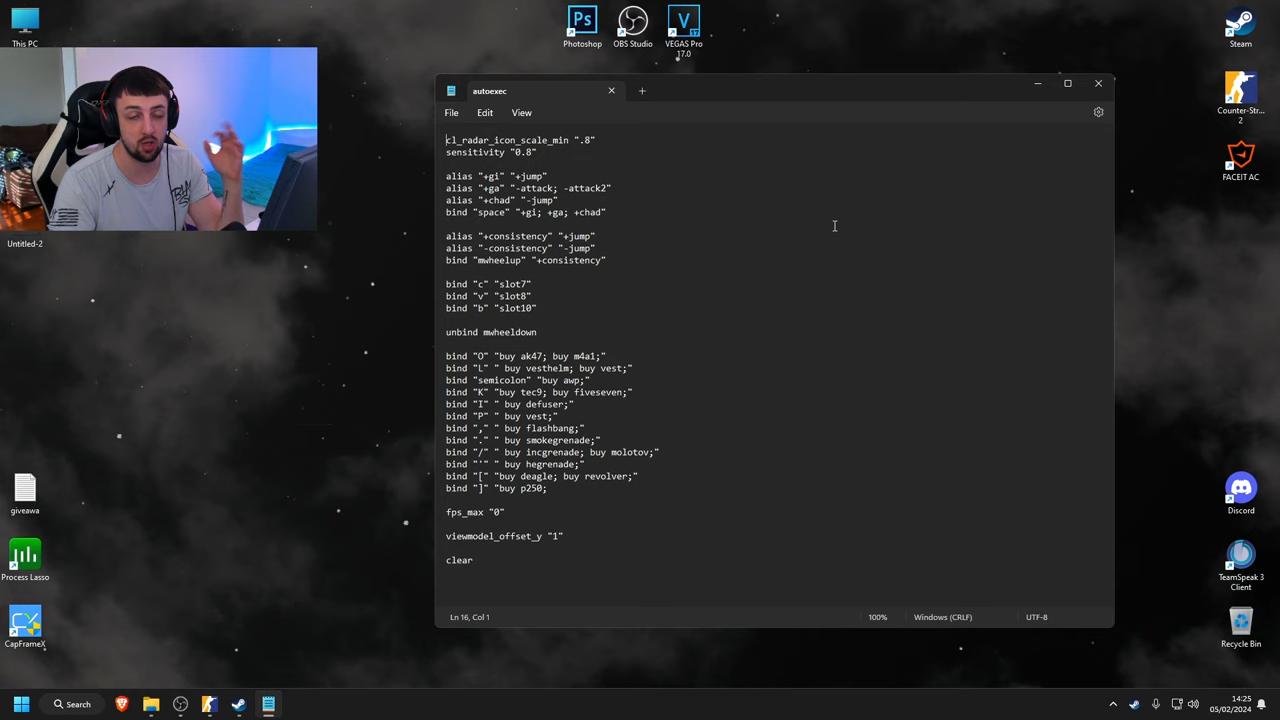 This PC
Photoshop
OBS Studio
VEGAS Pro
17.0
Steam
Counter-Str...
2
FACEIT AC
Untitled-2
giveawa
Process Lasso
CapFrameX
Discord
TeamSpeak 3
Client
Recycle Bin
autoexec
File Edit View
cl_radar_icon_scale_min ".8"
sensitivity "0.8"
alias "+gi" "+jump"
alias "+ga" "-attack; -attack2"
alias "+chad" "-jump"
bind "space" "+gi; +ga; +chad"
alias "+consistency" "+jump"
alias "-consistency" "-jump"
bind "mwheelup" "+consistency"
bind "c" "slot7"
bind "v" "slot8"
bind "b" "slot10"
unbind mwheeldown
bind "O" "buy ak47; buy m4a1;"
bind "L" " buy vesthelm; buy vest;"
bind "semicolon" "buy awp;"
bind "K" "buy tec9; buy fiveseven;"
bind "I" " buy defuser;"
bind "P" " buy vest;"
bind "," " buy flashbang;"
bind "." " buy smokegrenade;"
bind "/" " buy incgrenade; buy molotov;"
bind "'" " buy hegrenade;"
bind "[" "buy deagle; buy revolver;"
bind "]" "buy p250;
fps_max "0"
viewmodel_offset_y "1"
clear
Ln 16, Col 1 100% Windows (CRLF) UTF-8
Search
14:25
05/02/2024